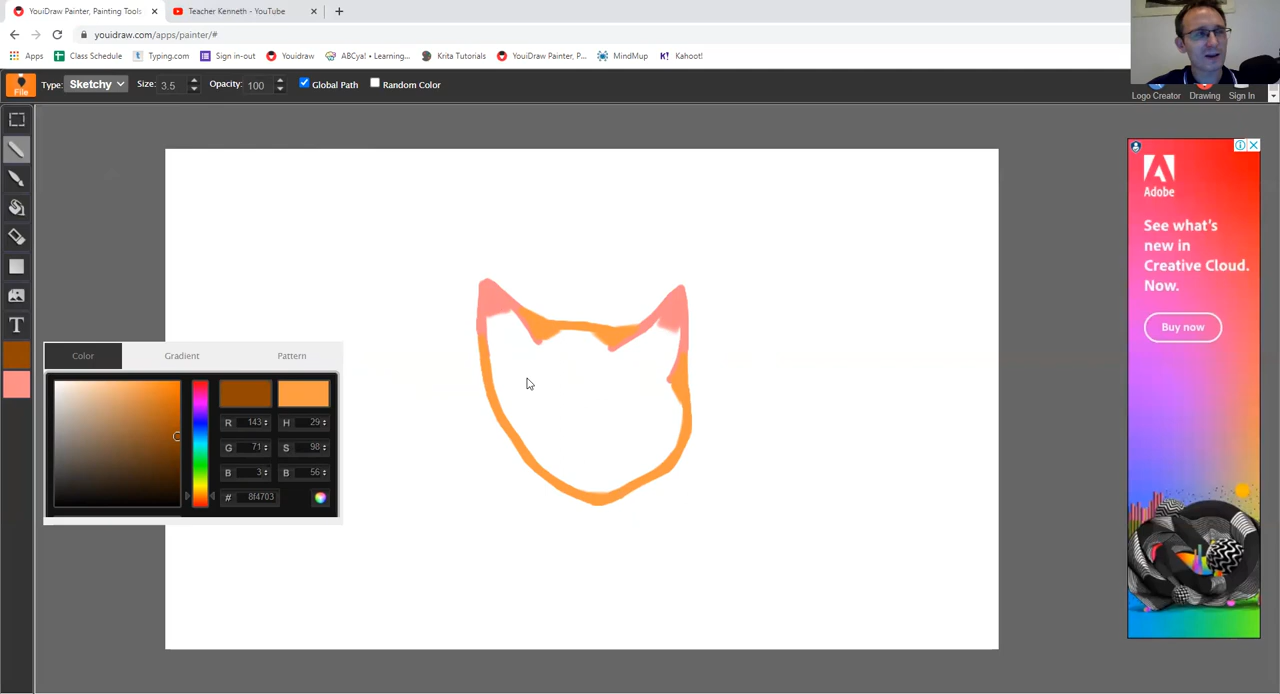 YouiDraw Painter, Painting Tools
Teacher Kenneth - YouTube
youidraw.com/apps/painter/#
Apps
Class Schedule
Typing.com
Sign in-out
Youidraw
ABCya! • Learning...
Krita Tutorials
YouiDraw Painter, P...
MindMup
Kahoot!
File
Type: Sketchy
Size: 3.5
Opacity: 100
Global Path
Random Color
Logo Creator
Drawing
Sign In
T
Color
Gradient
Pattern
R 143
H 29
G 71
S 98
B 3
B 56
# 8f4703
Adobe
See what's
new in
Creative Cloud.
Now.
Buy now